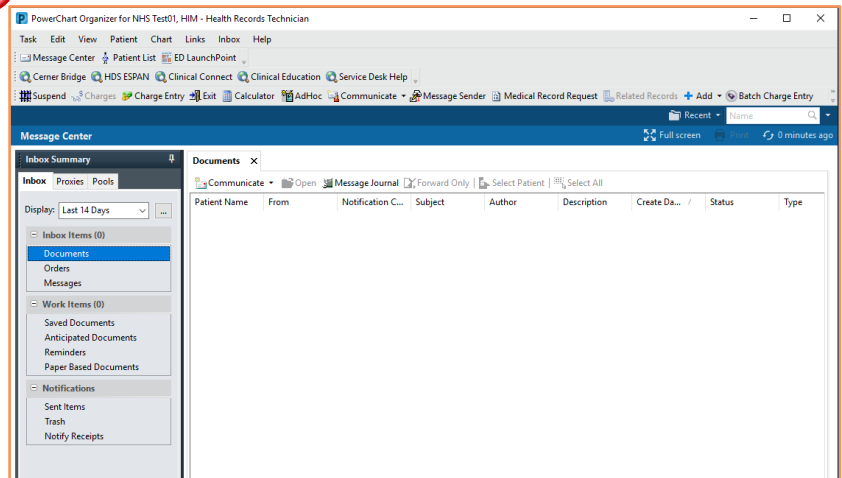 PowerChart Organizer for NHS Test01, HIM - Health Records Technician
Task Edit View Patient Chart Links Inbox Help
Message Center Patient List ED LaunchPoint
Cerner Bridge HDS ESPAN Clinical Connect Clinical Education Service Desk Help
Suspend Charges Charge Entry Exit Calculator AdHoc Communicate Message Sender Medical Record Request Related Records Add Batch Charge Entry
Recent Name
Message Center Full screen Print 0 minutes ago
Inbox Summary
Inbox Proxies Pools
Display: Last 14 Days ...
Inbox Items (0)
Documents
Orders
Messages
Work Items (0)
Saved Documents
Anticipated Documents
Reminders
Paper Based Documents
Notifications
Sent Items
Trash
Notify Receipts
Documents
Communicate Open Message Journal Forward Only Select Patient Select All
Patient Name From Notification C... Subject Author Description Create Da... Status Type